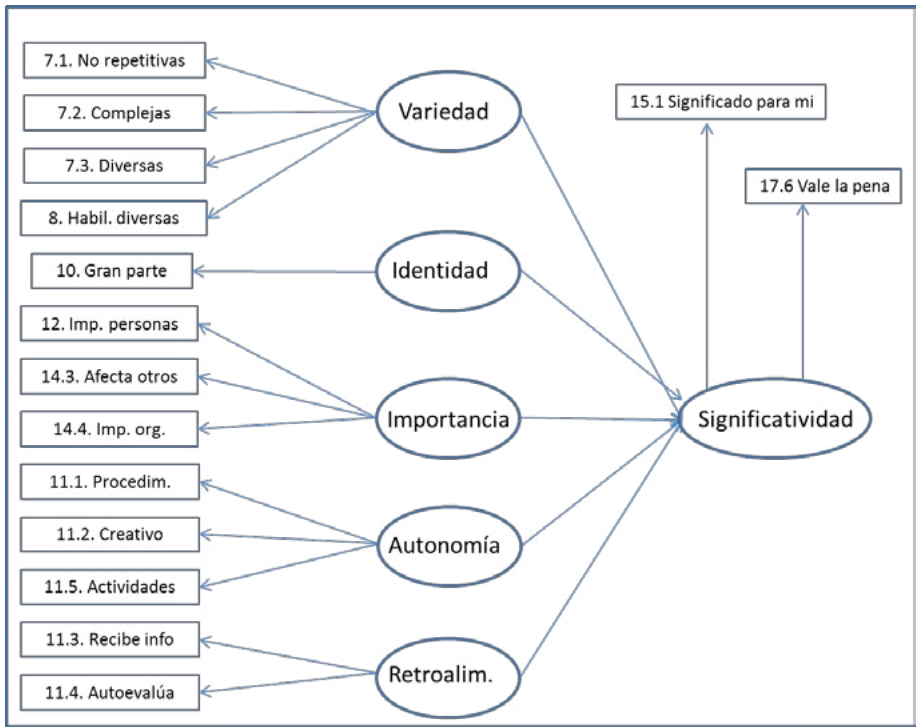 7.1. No repetitivas
7.2. Complejas
7.3. Diversas
8. Habil. diversas
10. Gran parte
12. Imp. personas
14.3. Afecta otros
14.4. Imp. org.
11.1. Procedim.
11.2. Creativo
11.5. Actividades
11.3. Recibe info
11.4. Autoevalúa
Variedad
Identidad
Importancia
Autonomía
Retroalim.
15.1 Significado para mi
17.6 Vale la pena
Significatividad